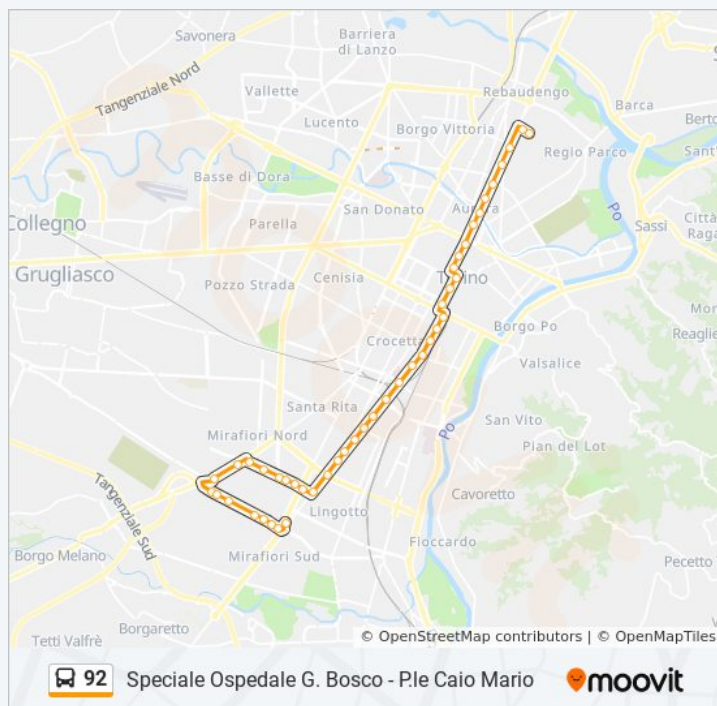 Savonera
Barriera
di Lanzo
Tangenziale Nord
Vallette
Rebaudengo
Barca
Lucento
Borgo Vittoria
Regio Parco
Basse di Dora
San Donato
Aurora
Po
Sassi
Collegno
Parella
Grugliasco
Pozzo Strada
Cenisia
Torino
Borgo Po
Crocetta
Valsalice
Santa Rita
San Vito
Mirafiori Nord
Po
Pian del Lot
Tangenziale Sud
Cavoretto
Lingotto
Fioccardo
Borgo Melano
Mirafiori Sud
Pecetto
Borgaretto
Tetti Valfrè
© OpenStreetMap contributors | © OpenMapTiles
92 Speciale Ospedale G. Bosco - P.le Caio Mario moovit